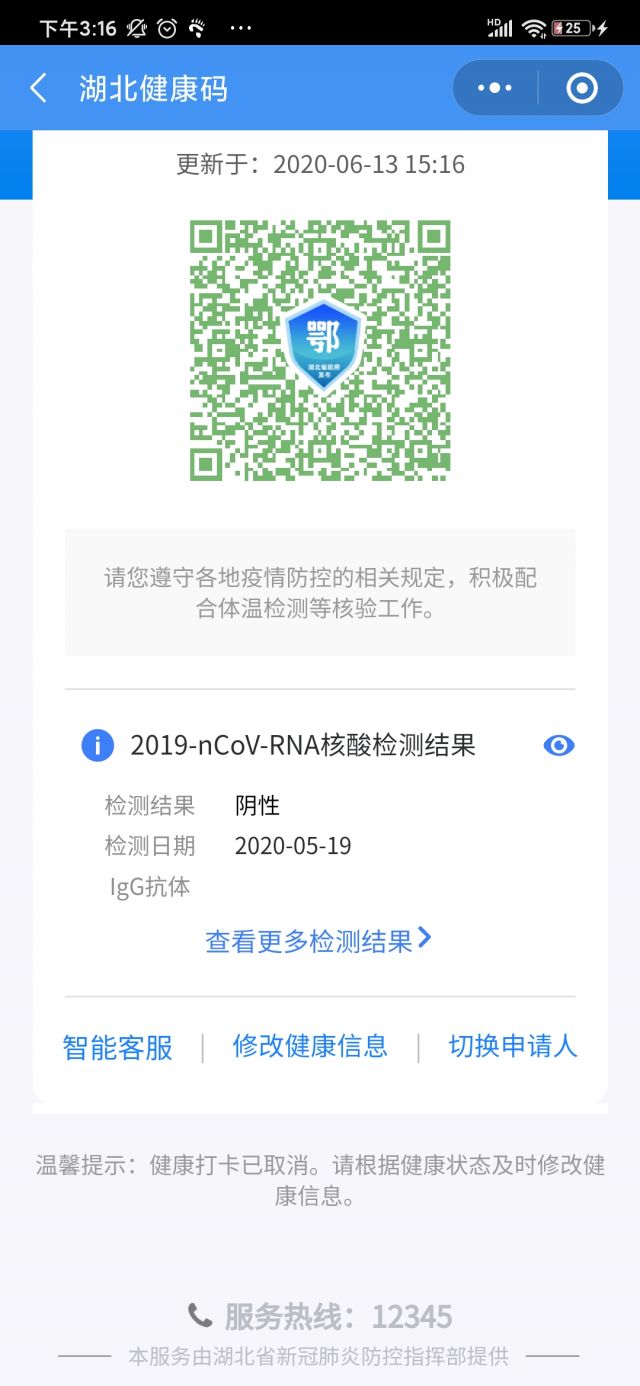 下午3:16
HD
25
湖北健康码
更新于：2020-06-13 15:16
鄂
湖北省政府
发布
请您遵守各地疫情防控的相关规定，积极配
合体温检测等核验工作。
2019-nCoV-RNA核酸检测结果
检测结果 阴性
检测日期 2020-05-19
IgG抗体
查看更多检测结果
智能客服 | 修改健康信息 | 切换申请人
温馨提示：健康打卡已取消。请根据健康状态及时修改健
康信息。
服务热线：12345
本服务由湖北省新冠肺炎防控指挥部提供